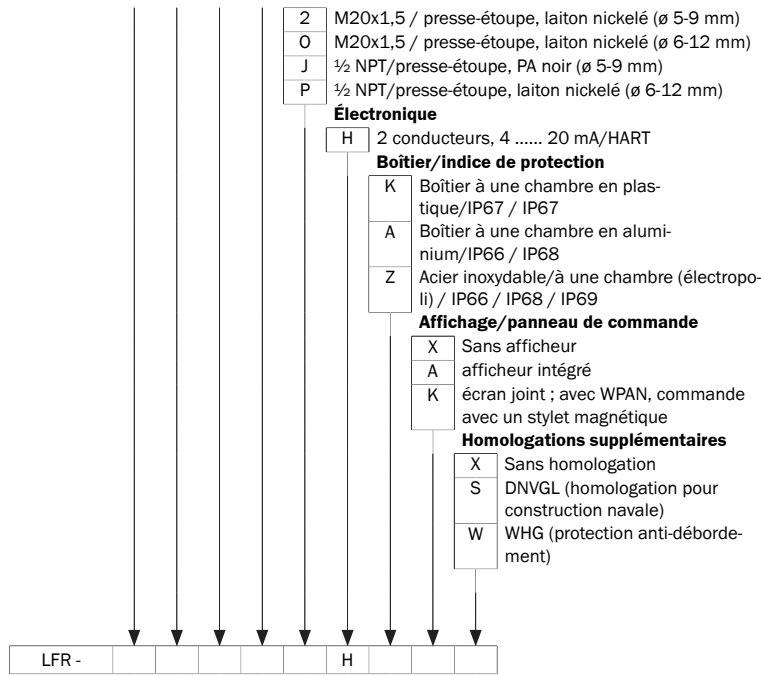 2 M20x1,5 / presse-étoupe, laiton nickelé (ø 5-9 mm)
O M20x1,5 / presse-étoupe, laiton nickelé (ø 6-12 mm)
J ½ NPT/presse-étoupe, PA noir (ø 5-9 mm)
P ½ NPT/presse-étoupe, laiton nickelé (ø 6-12 mm)
Électronique
H 2 conducteurs, 4 ...... 20 mA/HART
Boîtier/indice de protection
K Boîtier à une chambre en plas-
tique/IP67 / IP67
A Boîtier à une chambre en alumi-
nium/IP66 / IP68
Z Acier inoxydable/à une chambre (électropo-
li) / IP66 / IP68 / IP69
Affichage/panneau de commande
X Sans afficheur
A afficheur intégré
K écran joint ; avec WPAN, commande
avec un stylet magnétique
Homologations supplémentaires
X Sans homologation
S DNVGL (homologation pour
construction navale)
W WHG (protection anti-déborde-
ment)
LFR - H